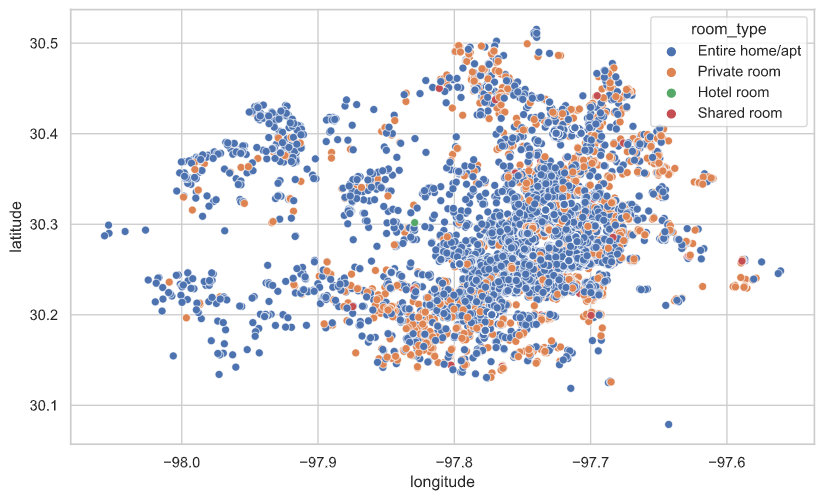 room_type
Entire home/apt
Private room
Hotel room
Shared room
30.5
30.4
30.3
30.2
30.1
latitude
−98.0 −97.9 −97.8 −97.7 −97.6
longitude